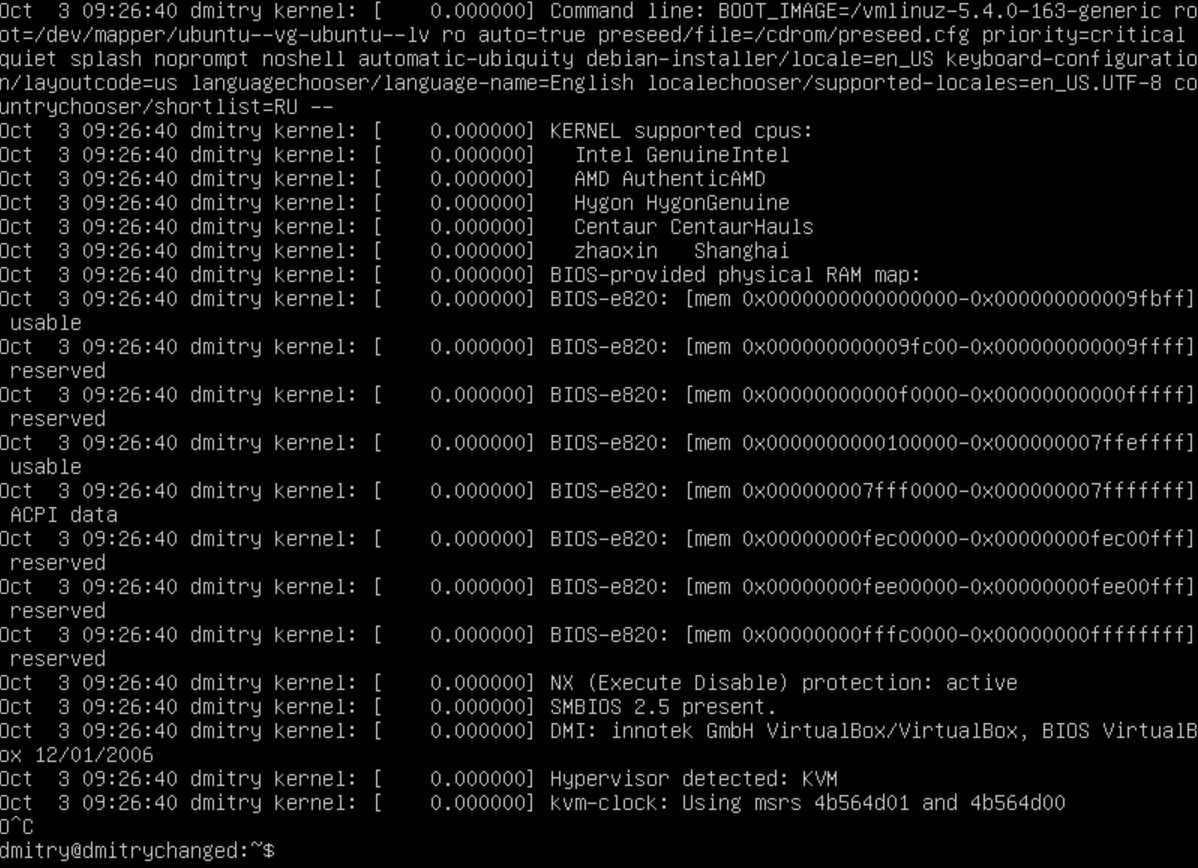 Oct  3 09:26:40 dmitry kernel: [    0.000000] Command line: BOOT_IMAGE=/vmlinuz-5.4.0-163-generic ro
ot=/dev/mapper/ubuntu--vg-ubuntu--lv ro auto=true preseed/file=/cdrom/preseed.cfg priority=critical
quiet splash noprompt noshell automatic-ubiquity debian-installer/locale=en_US keyboard-configuratio
n/layoutcode=us languagechooser/language-name=English localechooser/supported-locales=en_US.UTF-8 co
untrychooser/shortlist=RU --
Oct  3 09:26:40 dmitry kernel: [    0.000000] KERNEL supported cpus:
Oct  3 09:26:40 dmitry kernel: [    0.000000]   Intel GenuineIntel
Oct  3 09:26:40 dmitry kernel: [    0.000000]   AMD AuthenticAMD
Oct  3 09:26:40 dmitry kernel: [    0.000000]   Hygon HygonGenuine
Oct  3 09:26:40 dmitry kernel: [    0.000000]   Centaur CentaurHauls
Oct  3 09:26:40 dmitry kernel: [    0.000000]   zhaoxin   Shanghai
Oct  3 09:26:40 dmitry kernel: [    0.000000] BIOS-provided physical RAM map:
Oct  3 09:26:40 dmitry kernel: [    0.000000] BIOS-e820: [mem 0x0000000000000000-0x000000000009fbff]
 usable
Oct  3 09:26:40 dmitry kernel: [    0.000000] BIOS-e820: [mem 0x000000000009fc00-0x000000000009ffff]
 reserved
Oct  3 09:26:40 dmitry kernel: [    0.000000] BIOS-e820: [mem 0x00000000000f0000-0x00000000000fffff]
 reserved
Oct  3 09:26:40 dmitry kernel: [    0.000000] BIOS-e820: [mem 0x0000000000100000-0x000000007ffeffff]
 usable
Oct  3 09:26:40 dmitry kernel: [    0.000000] BIOS-e820: [mem 0x000000007fff0000-0x000000007fffffff]
 ACPI data
Oct  3 09:26:40 dmitry kernel: [    0.000000] BIOS-e820: [mem 0x00000000fec00000-0x00000000fec00fff]
 reserved
Oct  3 09:26:40 dmitry kernel: [    0.000000] BIOS-e820: [mem 0x00000000fee00000-0x00000000fee00fff]
 reserved
Oct  3 09:26:40 dmitry kernel: [    0.000000] BIOS-e820: [mem 0x00000000fffc0000-0x00000000ffffffff]
 reserved
Oct  3 09:26:40 dmitry kernel: [    0.000000] NX (Execute Disable) protection: active
Oct  3 09:26:40 dmitry kernel: [    0.000000] SMBIOS 2.5 present.
Oct  3 09:26:40 dmitry kernel: [    0.000000] DMI: innotek GmbH VirtualBox/VirtualBox, BIOS VirtualB
ox 12/01/2006
Oct  3 09:26:40 dmitry kernel: [    0.000000] Hypervisor detected: KVM
Oct  3 09:26:40 dmitry kernel: [    0.000000] kvm-clock: Using msrs 4b564d01 and 4b564d00
O^C
dmitry@dmitrychanged:~$